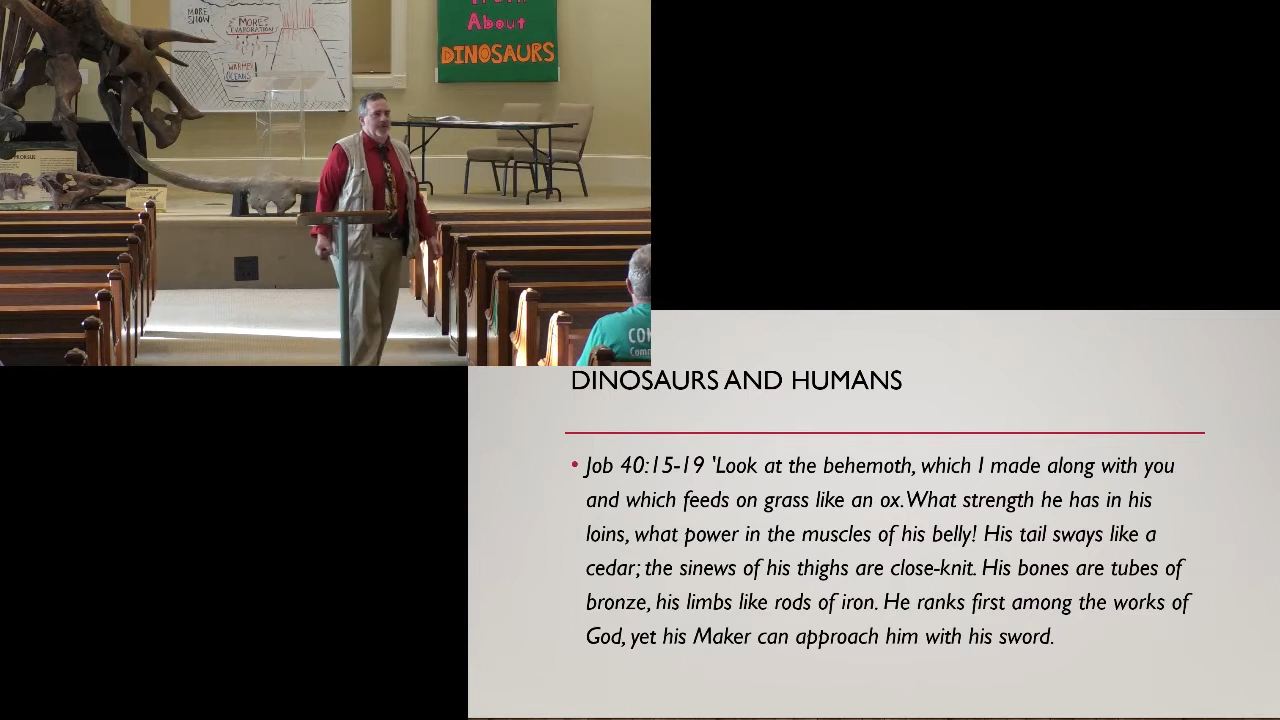 MORE
SNOW
MORE?
EVAPORATION
WARMER
OCEANS
About
DINOSAURS
CON
Comm
DINOSAURS AND HUMANS
• Job 40:15-19 'Look at the behemoth, which I made along with you
and which feeds on grass like an ox. What strength he has in his
loins, what power in the muscles of his belly! His tail sways like a
cedar; the sinews of his thighs are close-knit. His bones are tubes of
bronze, his limbs like rods of iron. He ranks first among the works of
God, yet his Maker can approach him with his sword.